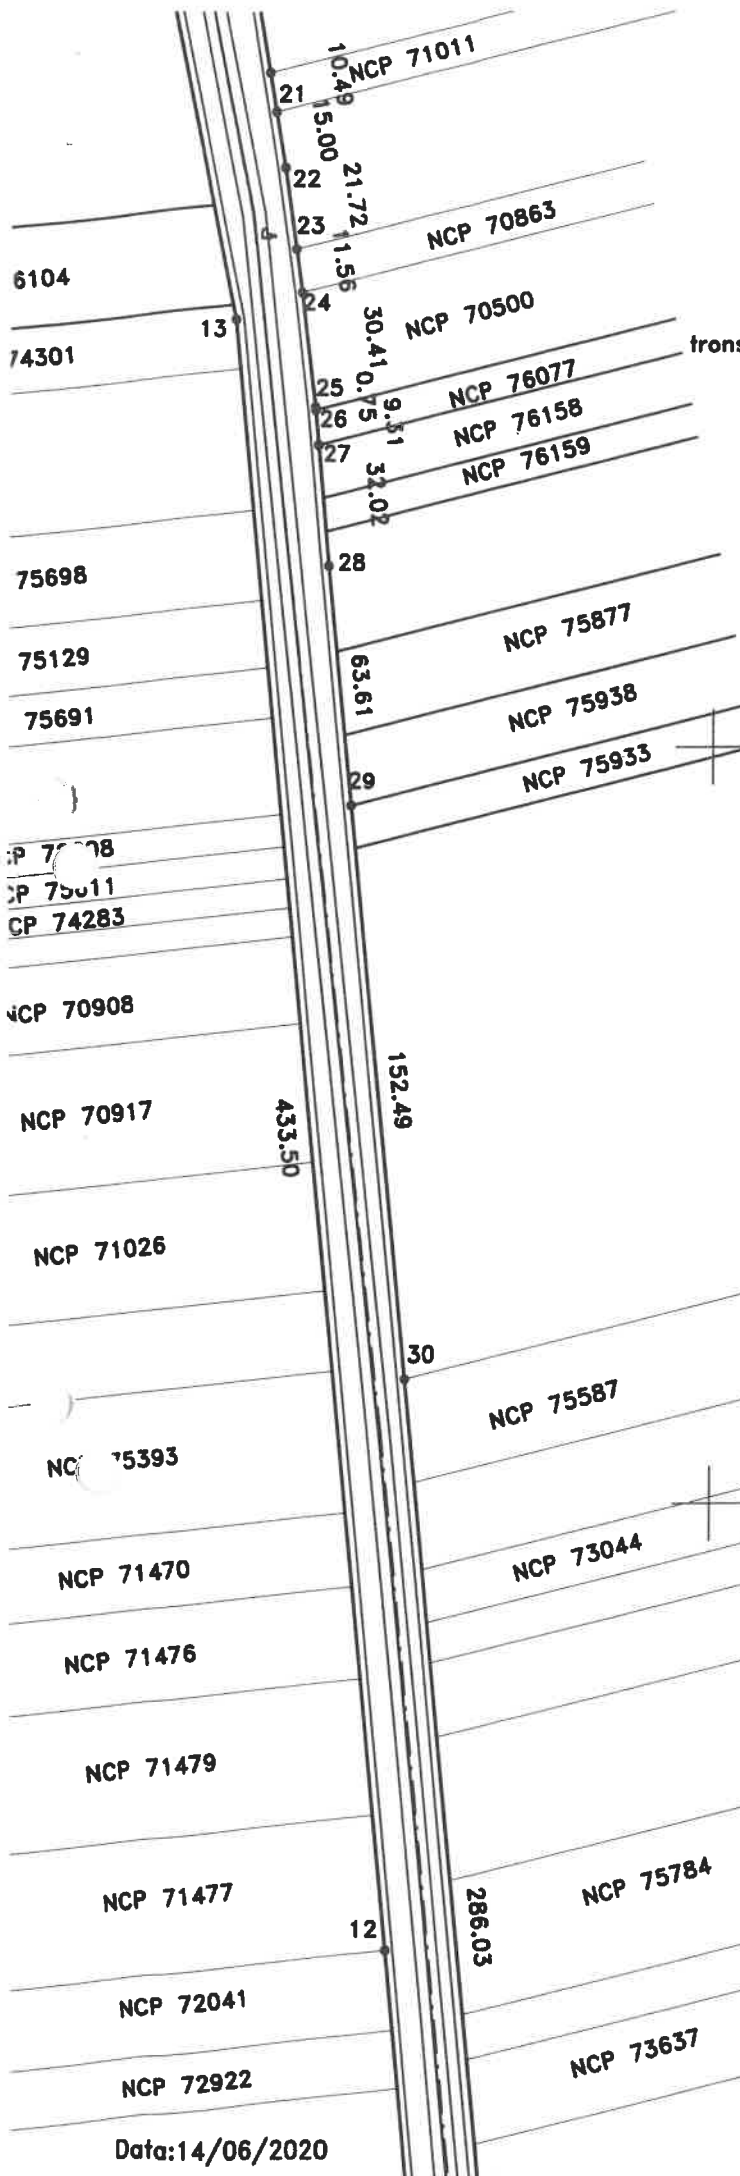 10.49
NCP 71011
21
15.00
22
21.72
23
NCP 70863
11.56
6104
24
30.41
NCP 70500
13
74301
trans
25
0.75
NCP 76077
26
9.31
NCP 76158
27
32.02
NCP 76159
28
75698
NCP 75877
75129
63.61
75691
NCP 75938
29
NCP 75933
CP 74283
NCP 70908
152.49
433.50
NCP 70917
NCP 71026
30
NCP 75587
75393
NCP 71470
NCP 73044
NCP 71476
NCP 71479
NCP 71477
NCP 75784
286.03
12
NCP 72041
NCP 73637
NCP 72922
Data:14/06/2020